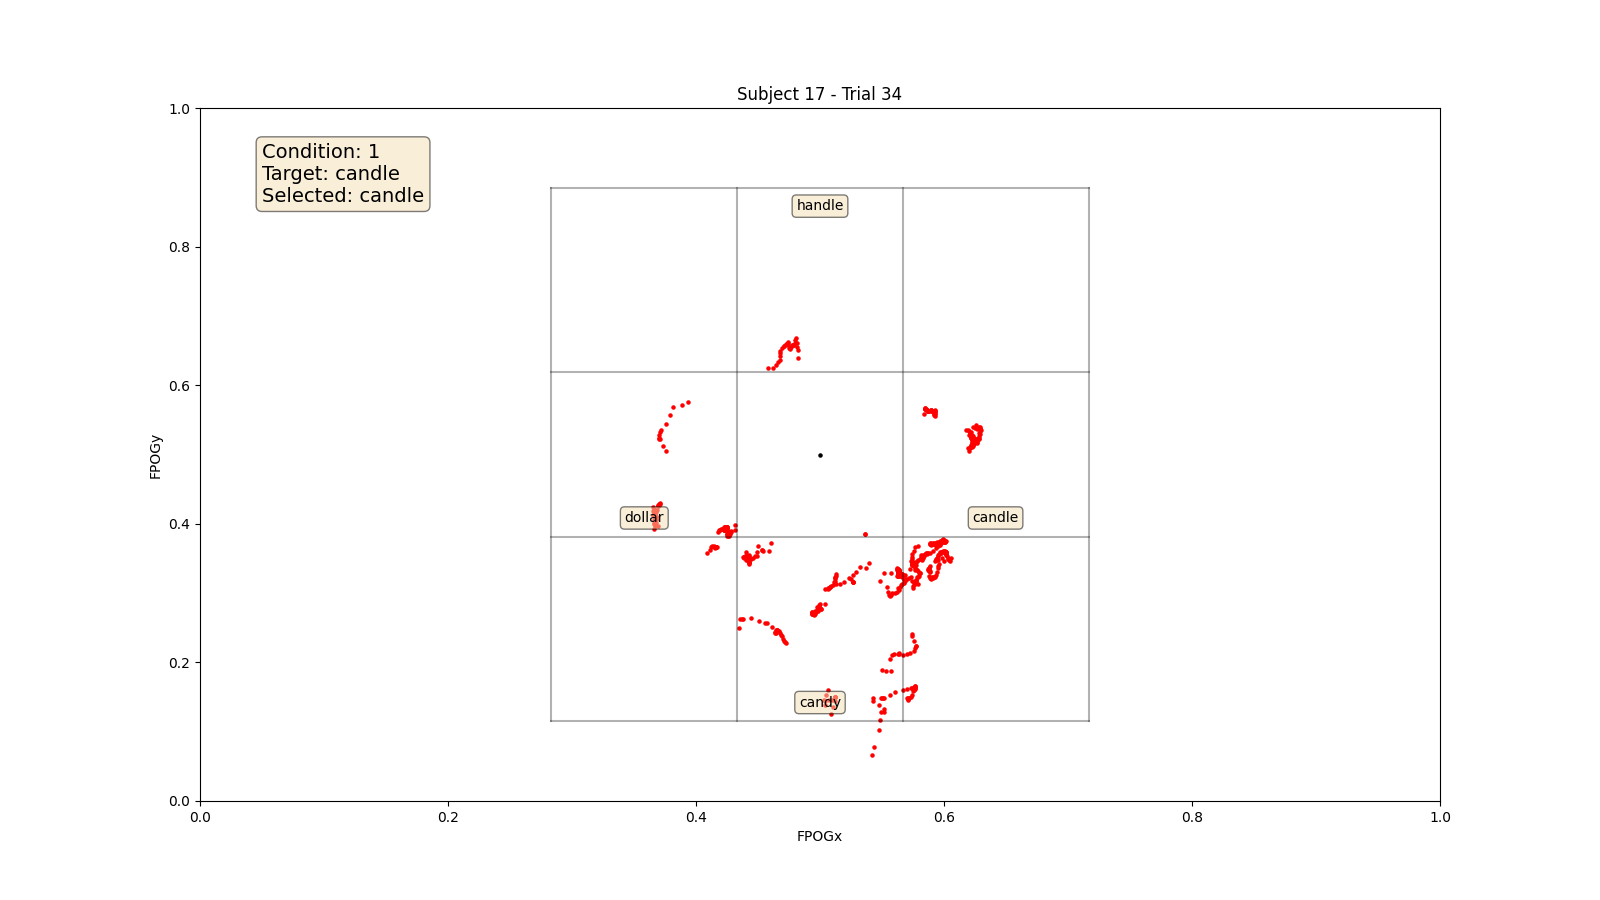 Subject 17 - Trial 34
1.0
Condition: 1
Target: candle
Selected: candle
handle
0.8
0.6
FPOGy
dollar
candle
0.4
0.2
candy
0.0
0.0 0.2 0.4 0.6 0.8 1.0
FPOGx